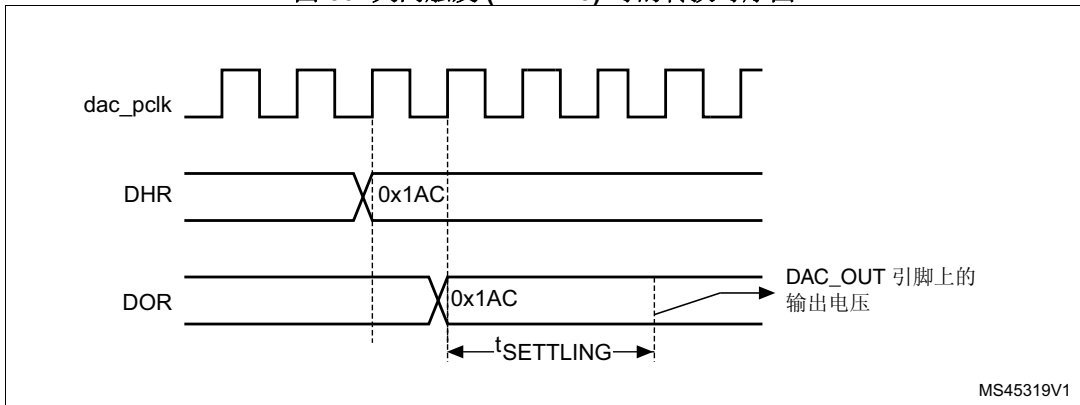 dac_pclk
DHR
0x1AC
DOR
0x1AC
DAC_OUT 引脚上的
输出电压
tSETTLING
MS45319V1